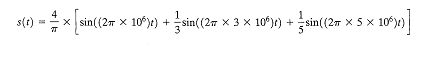 s(t) = 4/π × [sin((2π × 10⁶)t) + 1/3 sin((2π × 3 × 10⁶)t) + 1/5 sin((2π × 5 × 10⁶)t)]